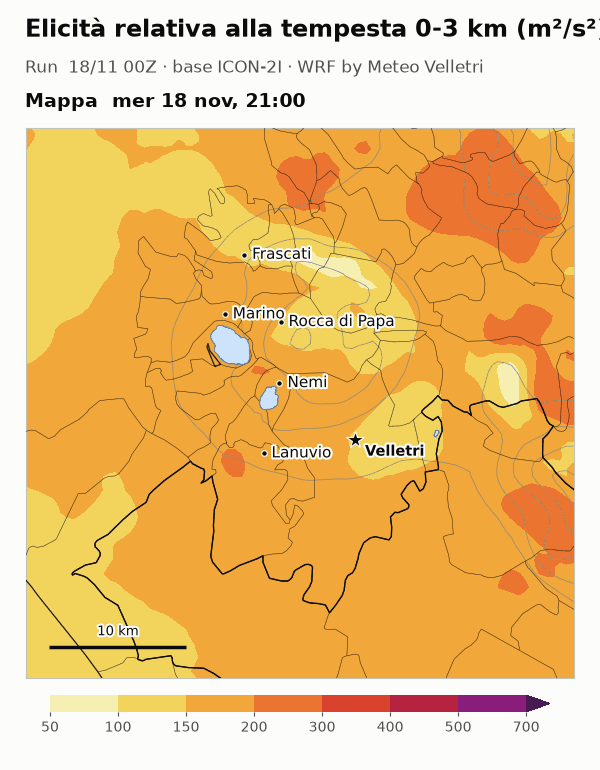 Elicità relativa alla tempesta 0-3 km (m²/s²)
Run 18/11 00Z · base ICON-2I · WRF by Meteo Velletri
Mappa mer 18 nov, 21:00
Frascati
Marino
Rocca di Papa
Nemi
Lanuvio
Velletri
10 km
50 100 150 200 300 400 500 700